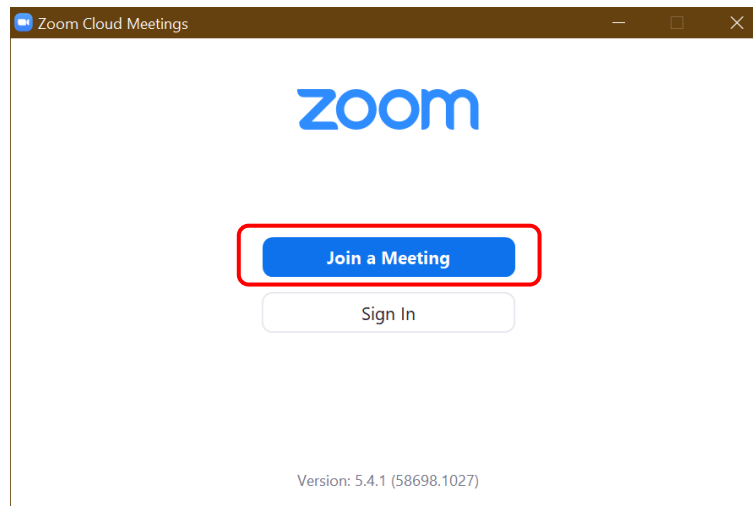 Zoom Cloud Meetings
zoom
Join a Meeting
Sign In
Version: 5.4.1 (58698.1027)